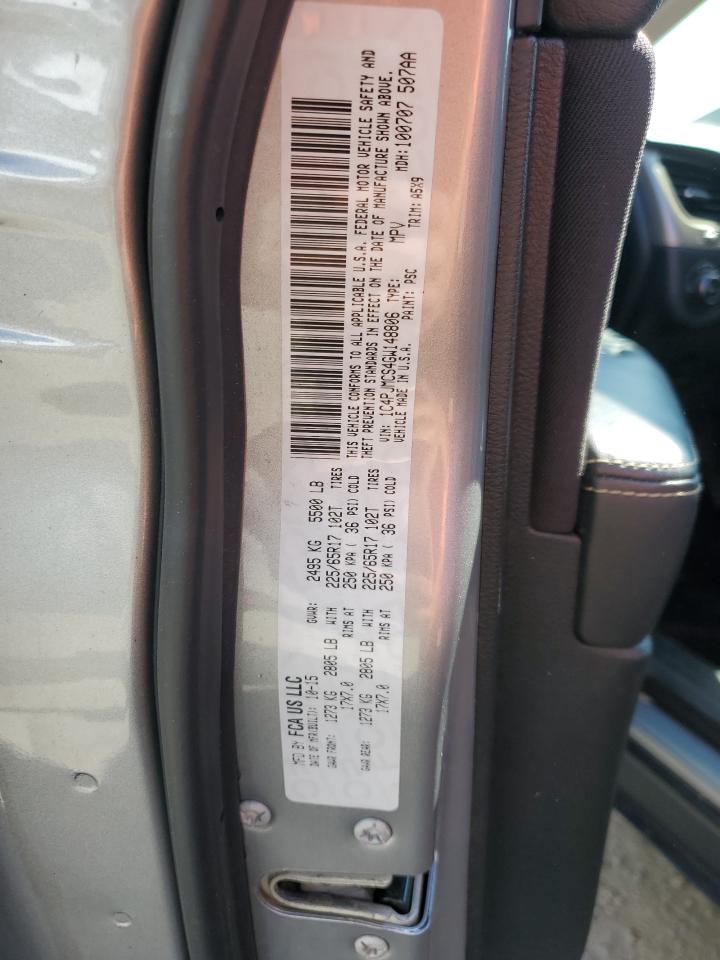 MFD BY FCA US LLC
DATE OF MFR(BUILT): 10-15 GVWR: 2495 KG 5500 LB
GAWR FRONT: 1273 KG 2805 LB WITH 225/65R17 102T TIRES
17X7.0 RIMS AT 250 KPA ( 36 PSI) COLD
GAWR REAR: 1273 KG 2805 LB WITH 225/65R17 102T TIRES
17X7.0 RIMS AT 250 KPA ( 36 PSI) COLD
THIS VEHICLE CONFORMS TO ALL APPLICABLE U.S.A. FEDERAL MOTOR VEHICLE SAFETY AND
THEFT PREVENTION STANDARDS IN EFFECT ON THE DATE OF MANUFACTURE SHOWN ABOVE.
VIN: 1C4PJMCS4GW148806 TYPE: MPV MDH:100707 507AA
VEHICLE MADE IN U.S.A. PAINT: PSC TRIM: A5X9